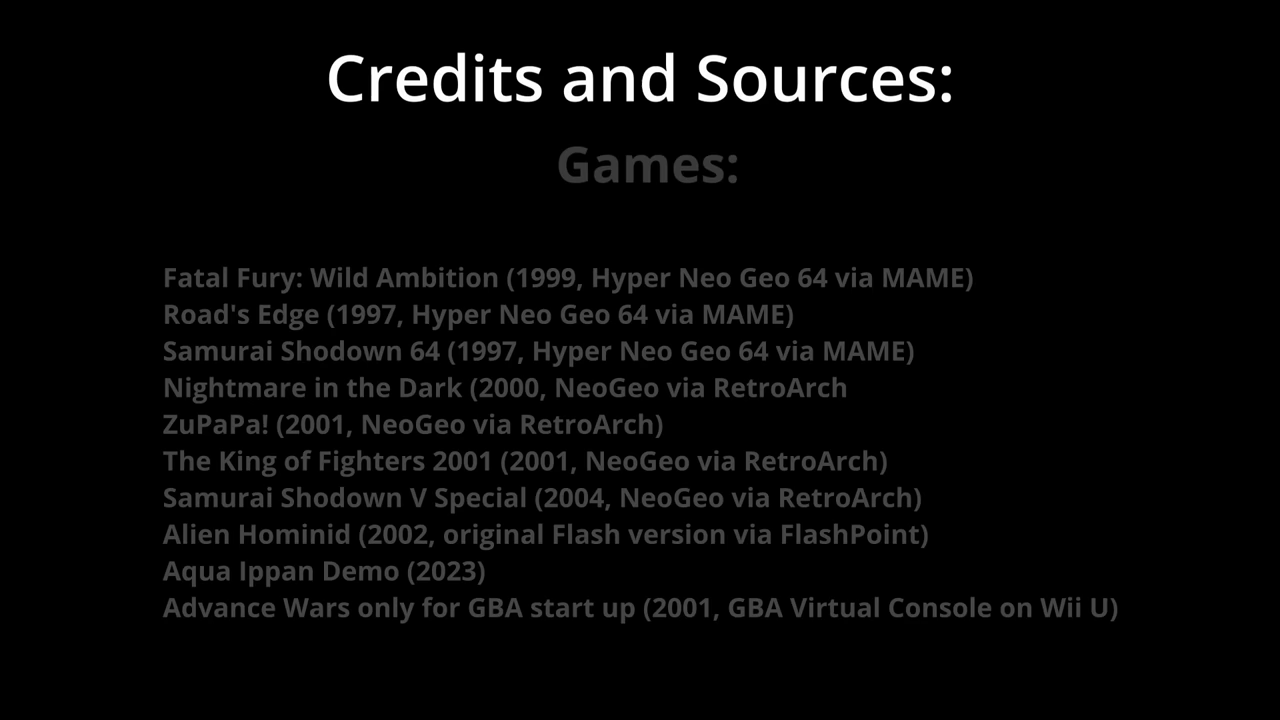 Credits and Sources:
Games:
Fatal Fury: Wild Ambition (1999, Hyper Neo Geo 64 via MAME)
Road's Edge (1997, Hyper Neo Geo 64 via MAME)
Samurai Shodown 64 (1997, Hyper Neo Geo 64 via MAME)
Nightmare in the Dark (2000, NeoGeo via RetroArch
ZuPaPa! (2001, NeoGeo via RetroArch)
The King of Fighters 2001 (2001, NeoGeo via RetroArch)
Samurai Shodown V Special (2004, NeoGeo via RetroArch)
Alien Hominid (2002, original Flash version via FlashPoint)
Aqua Ippan Demo (2023)
Advance Wars only for GBA start up (2001, GBA Virtual Console on Wii U)